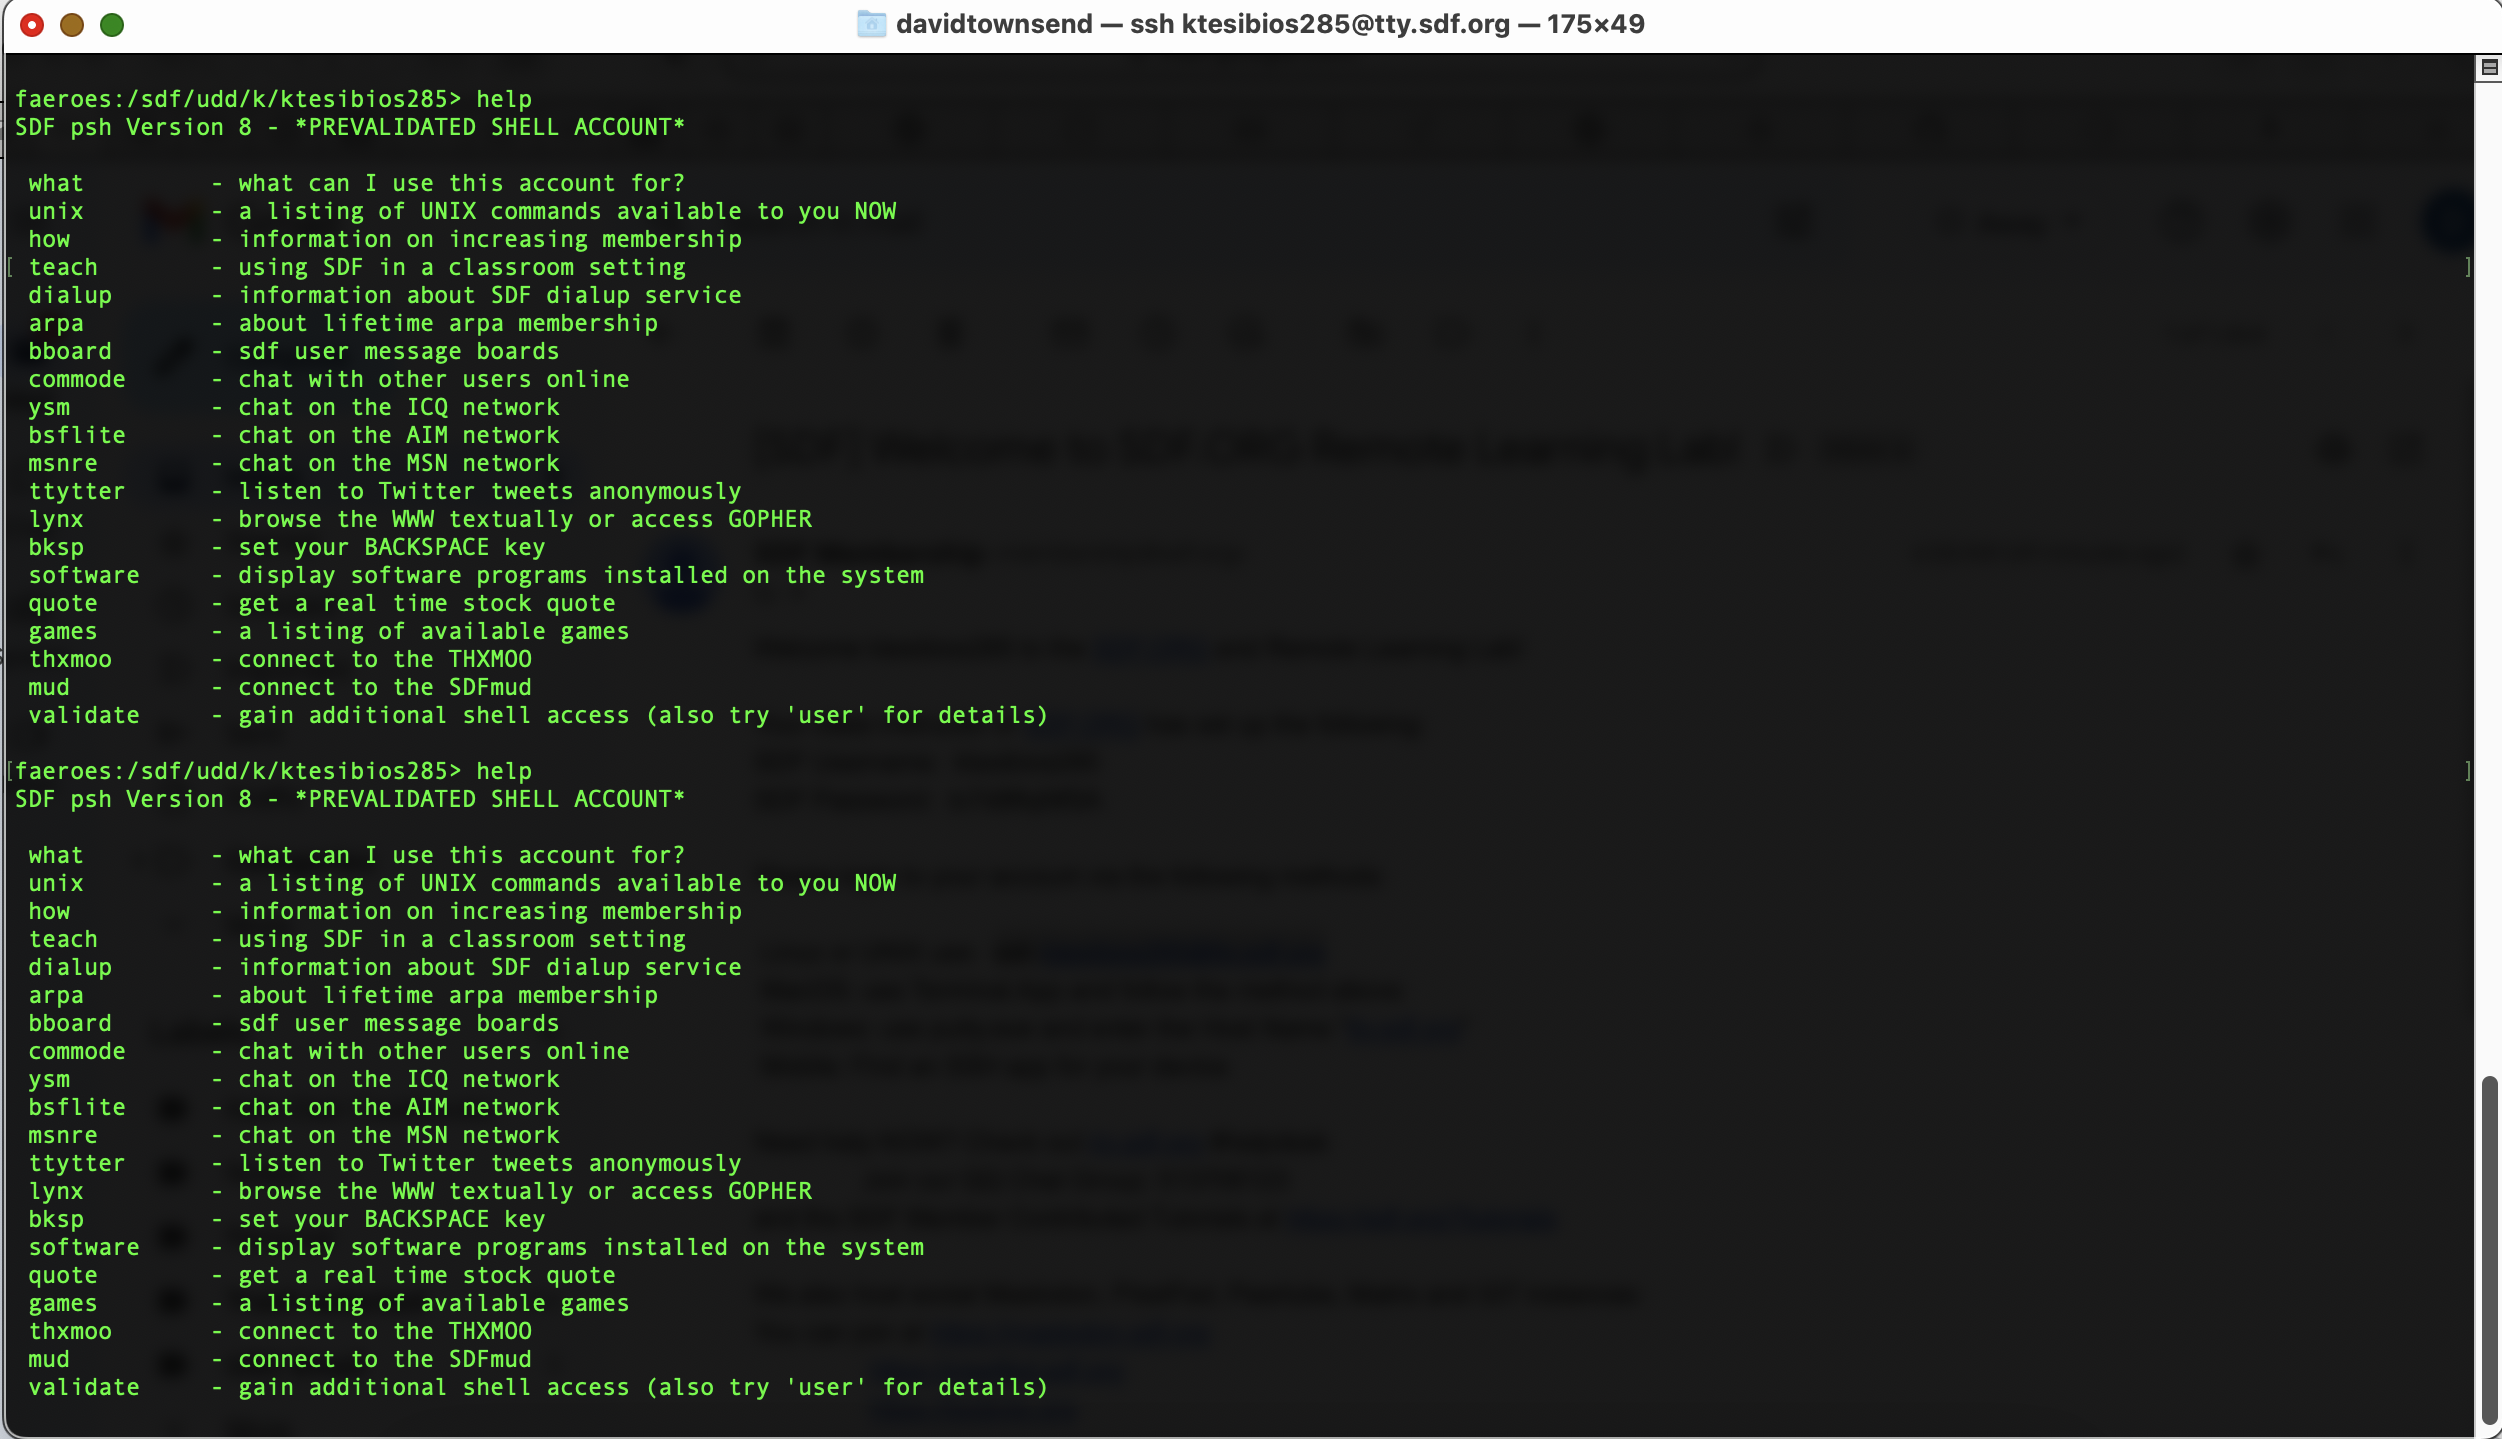 davidtownsend — ssh ktesibios285@tty.sdf.org — 175×49
faeroes:/sdf/udd/k/ktesibios285> help
SDF psh Version 8 - *PREVALIDATED SHELL ACCOUNT*
what - what can I use this account for?
unix - a listing of UNIX commands available to you NOW
how - information on increasing membership
[ teach - using SDF in a classroom setting ]
dialup - information about SDF dialup service
arpa - about lifetime arpa membership
bboard - sdf user message boards
commode - chat with other users online
ysm - chat on the ICQ network
bsflite - chat on the AIM network
msnre - chat on the MSN network
ttytter - listen to Twitter tweets anonymously
lynx - browse the WWW textually or access GOPHER
bksp - set your BACKSPACE key
software - display software programs installed on the system
quote - get a real time stock quote
games - a listing of available games
thxmoo - connect to the THXMOO
mud - connect to the SDFmud
validate - gain additional shell access (also try 'user' for details)
[faeroes:/sdf/udd/k/ktesibios285> help ]
SDF psh Version 8 - *PREVALIDATED SHELL ACCOUNT*
what - what can I use this account for?
unix - a listing of UNIX commands available to you NOW
how - information on increasing membership
teach - using SDF in a classroom setting
dialup - information about SDF dialup service
arpa - about lifetime arpa membership
bboard - sdf user message boards
commode - chat with other users online
ysm - chat on the ICQ network
bsflite - chat on the AIM network
msnre - chat on the MSN network
ttytter - listen to Twitter tweets anonymously
lynx - browse the WWW textually or access GOPHER
bksp - set your BACKSPACE key
software - display software programs installed on the system
quote - get a real time stock quote
games - a listing of available games
thxmoo - connect to the THXMOO
mud - connect to the SDFmud
validate - gain additional shell access (also try 'user' for details)